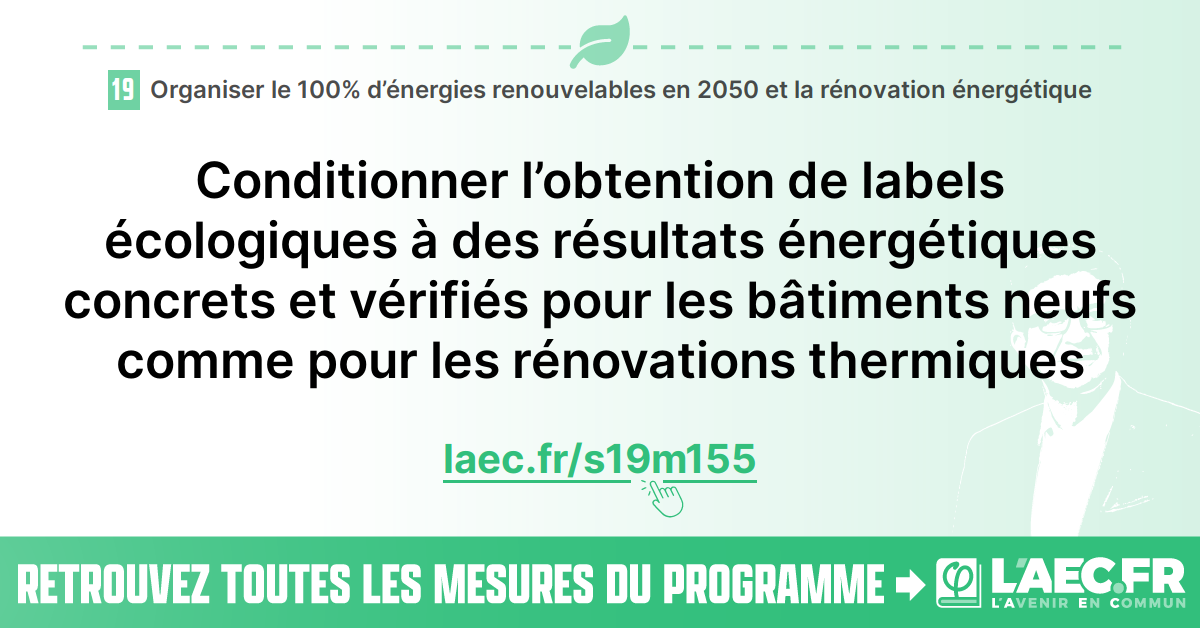 19 Organiser le 100% d’énergies renouvelables en 2050 et la rénovation énergétique
Conditionner l’obtention de labels
écologiques à des résultats énergétiques
concrets et vérifiés pour les bâtiments neufs
comme pour les rénovations thermiques
laec.fr/s19m155
RETROUVEZ TOUTES LES MESURES DU PROGRAMME
L'AEC.FR
L'AVENIR EN COMMUN